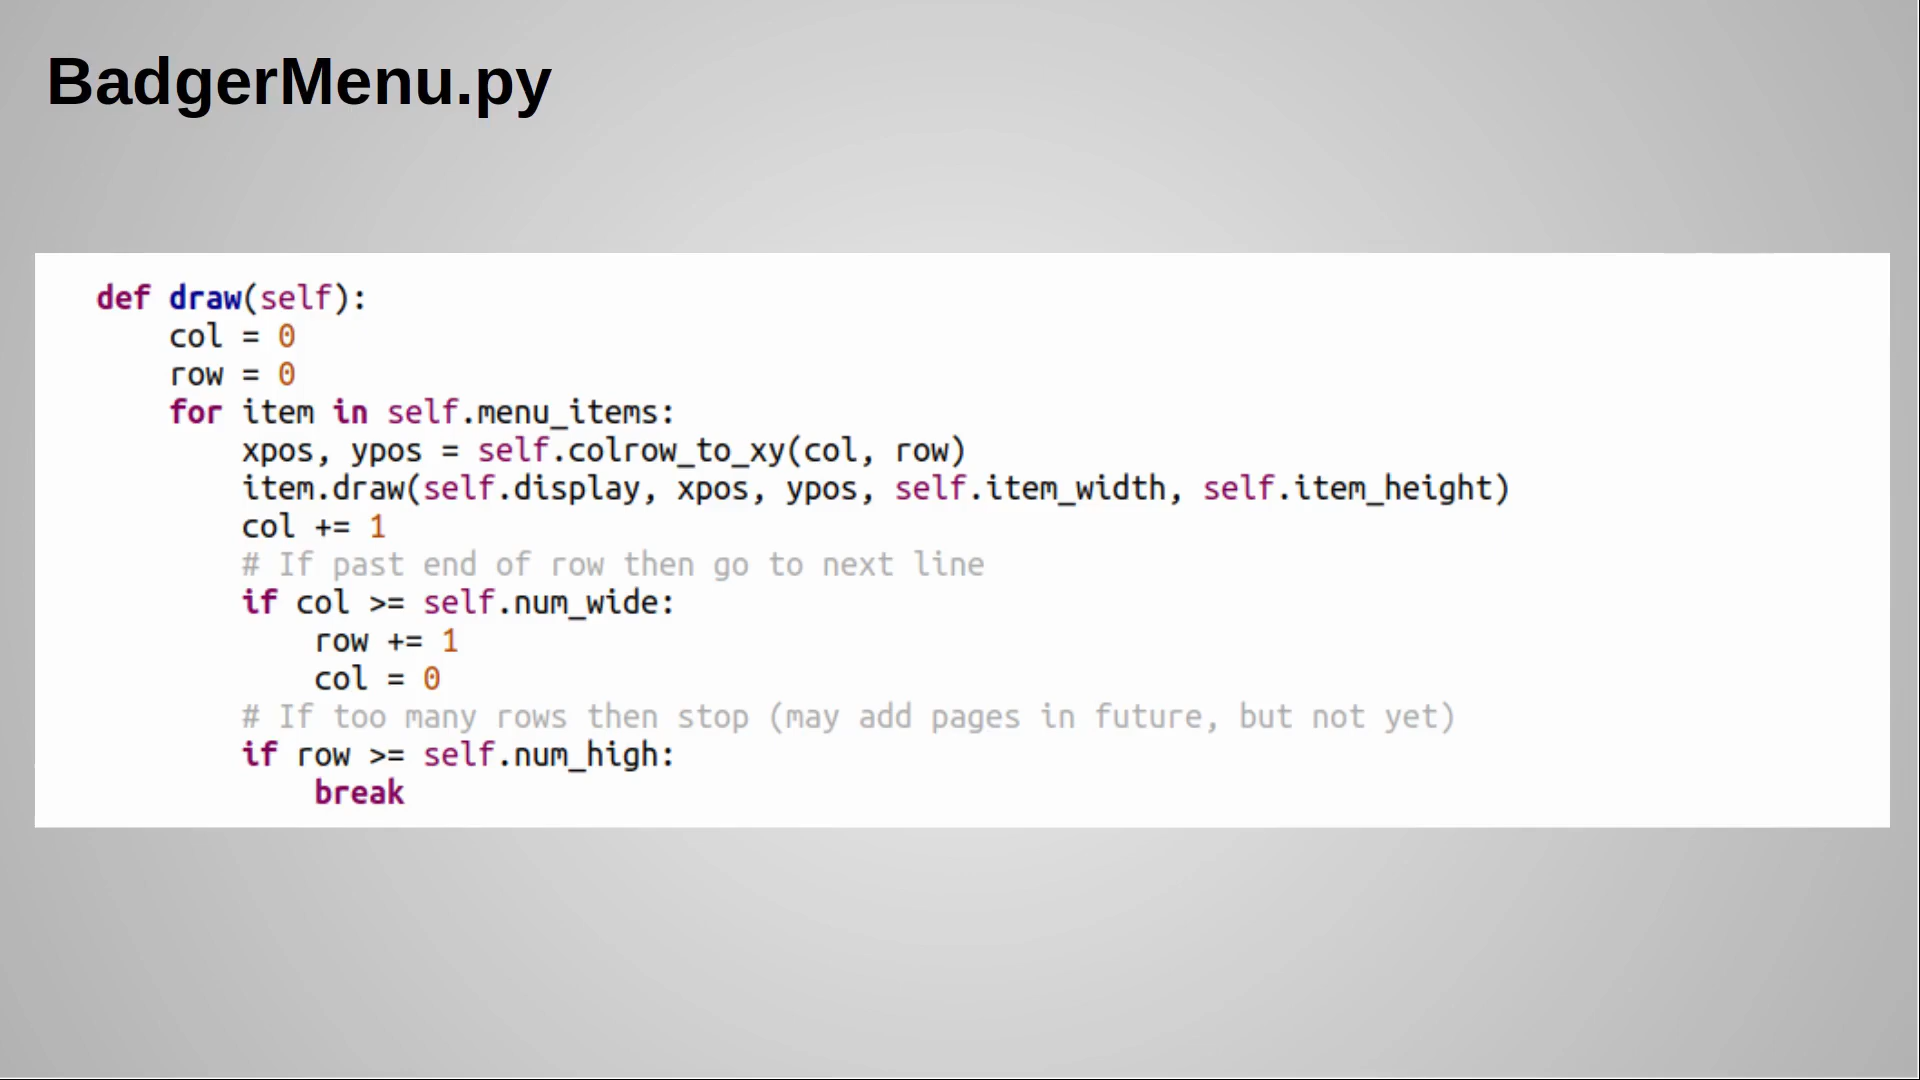 BadgerMenu.py
def draw(self):
    col = 0
    row = 0
    for item in self.menu_items:
        xpos, ypos = self.colrow_to_xy(col, row)
        item.draw(self.display, xpos, ypos, self.item_width, self.item_height)
        col += 1
        # If past end of row then go to next line
        if col >= self.num_wide:
            row += 1
            col = 0
        # If too many rows then stop (may add pages in future, but not yet)
        if row >= self.num_high:
            break